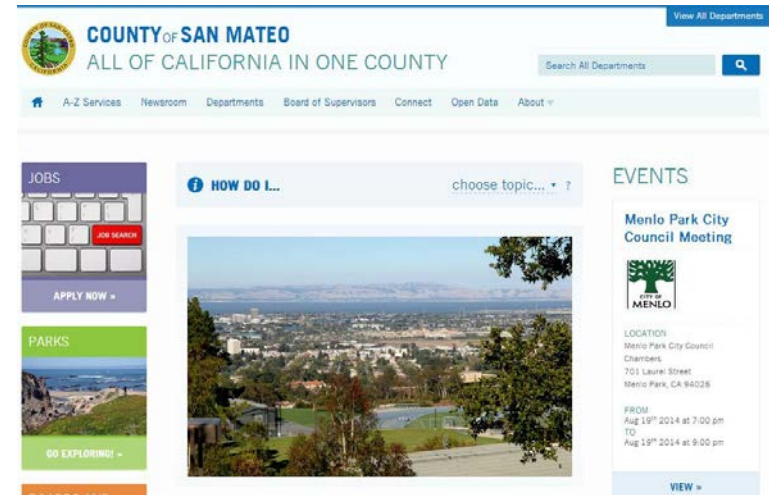 View All Departments
COUNTY OF SAN MATEO
ALL OF CALIFORNIA IN ONE COUNTY
Search All Departments
A-Z Services Newsroom Departments Board of Supervisors Connect Open Data About
JOBS
JOB SEARCH
APPLY NOW »
PARKS
GO EXPLORING! »
HOW DO I...
choose topic... ?
EVENTS
Menlo Park City
Council Meeting
CITY OF
MENLO
LOCATION
Menlo Park City Council
Chambers
701 Laurel Street
Menlo Park, CA 94025
FROM
Aug 19th 2014 at 7:00 pm
TO
Aug 19th 2014 at 9:00 pm
VIEW »